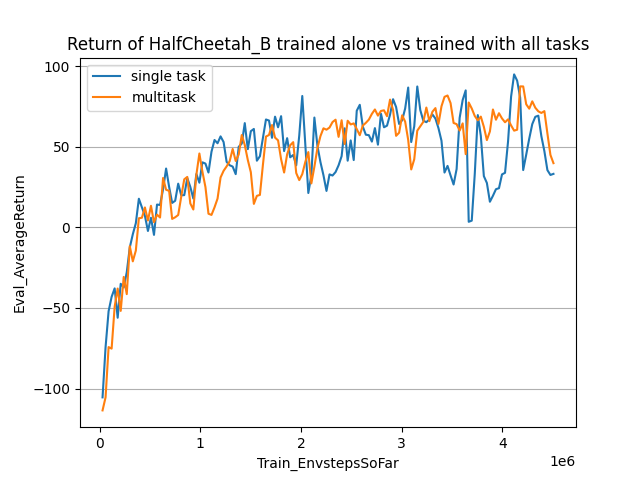 Return of HalfCheetah_B trained alone vs trained with all tasks
single task
multitask
Eval_AverageReturn
100
50
0
−50
−100
0 1 2 3 4
1e6
Train_EnvstepsSoFar